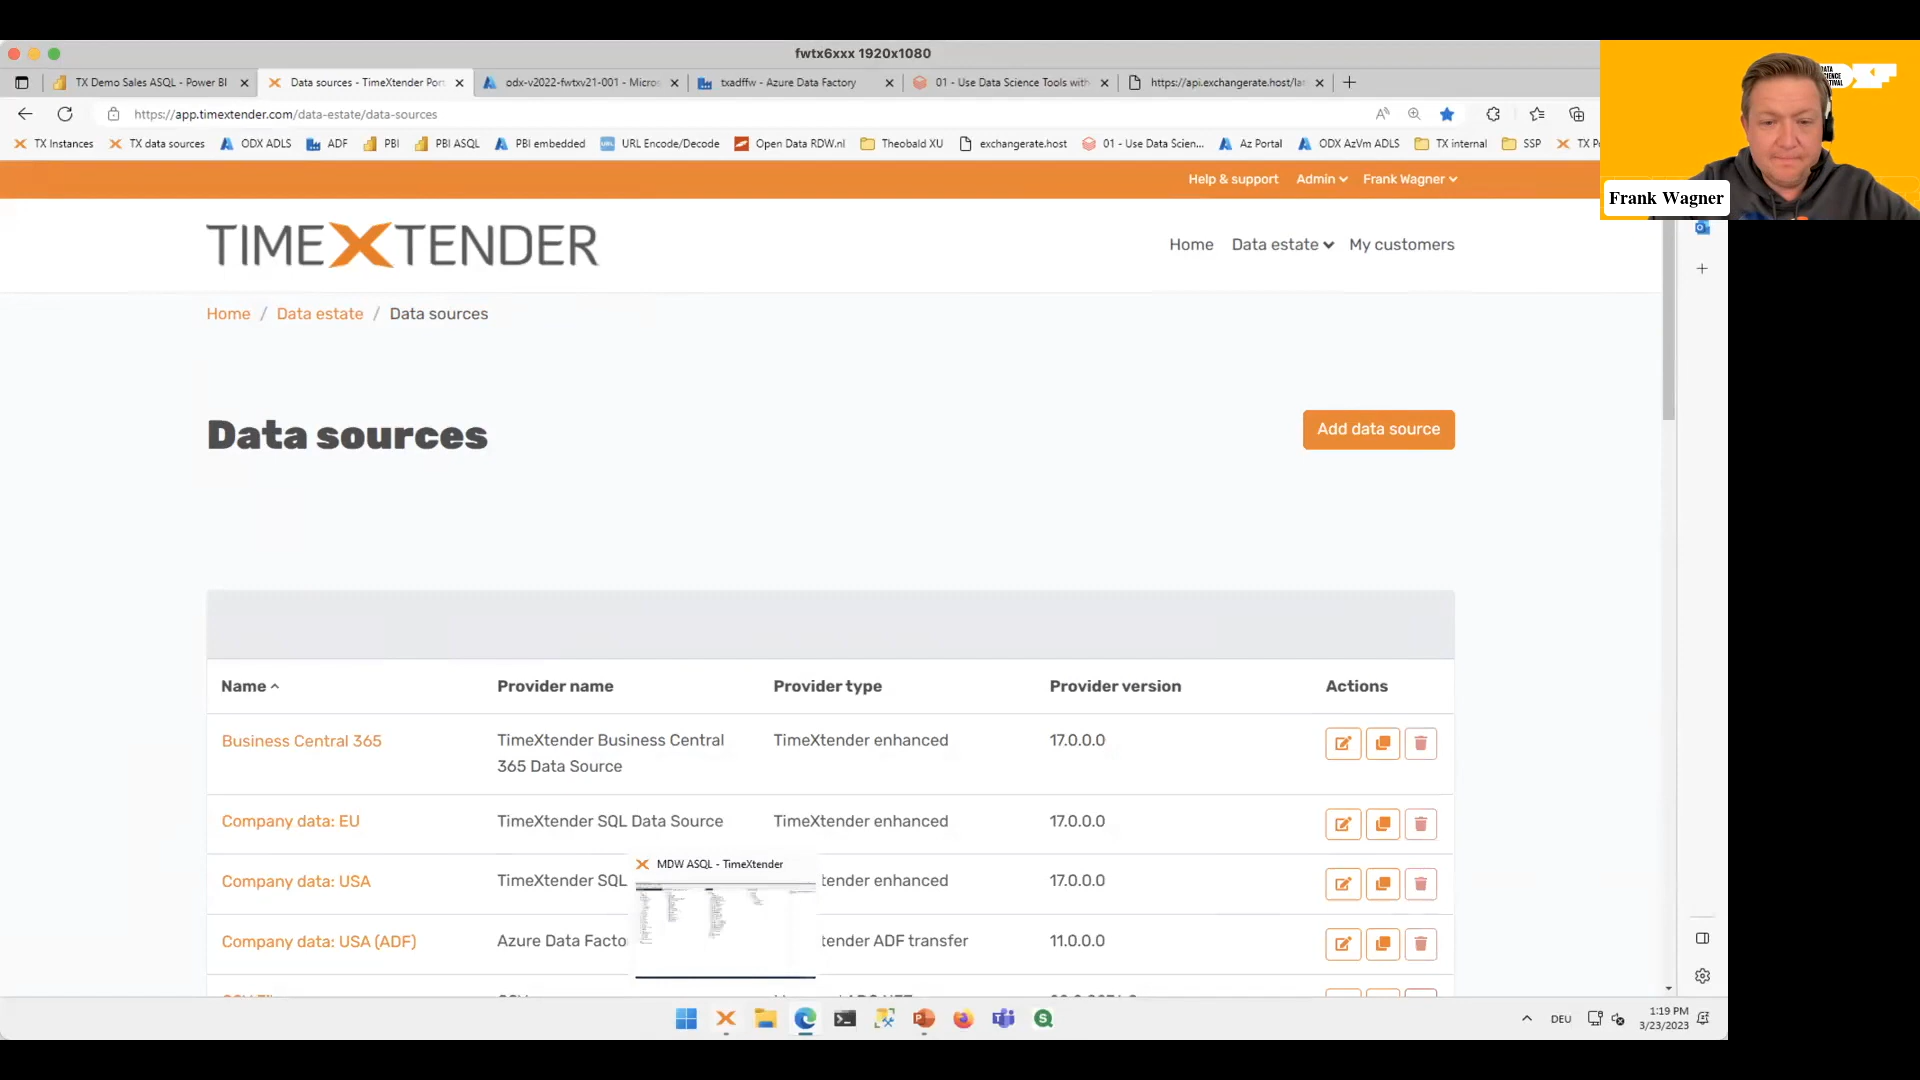 fwtx6xxx 1920x1080
TX Demo Sales ASQL - Power BI
Data sources - TimeXtender Por
odx-v2022-fwtxv21-001 - Micros
txadffw - Azure Data Factory
01 - Use Data Science Tools with
https://api.exchangerate.host/la
https://app.timextender.com/data-estate/data-sources
TX Instances
TX data sources
ODX ADLS
ADF
PBI
PBI ASQL
PBI embedded
URL Encode/Decode
Open Data RDW.nl
Theobald XU
exchangerate.host
01 - Use Data Scien...
Az Portal
ODX AzVm ADLS
TX internal
SSP
TX P
DATA
SCIENCE
FESTIVAL
DXF
Frank Wagner
Help & support
Admin
Frank Wagner
TIMEXTENDER
Home
Data estate
My customers
Home / Data estate / Data sources
Data sources
Add data source
Name
Provider name
Provider type
Provider version
Actions
Business Central 365
TimeXtender Business Central
365 Data Source
TimeXtender enhanced
17.0.0.0
Company data: EU
TimeXtender SQL Data Source
TimeXtender enhanced
17.0.0.0
Company data: USA
TimeXtender SQL
tender enhanced
17.0.0.0
MDW ASQL - TimeXtender
Company data: USA (ADF)
Azure Data Facto
tender ADF transfer
11.0.0.0
DEU
1:19 PM
3/23/2023